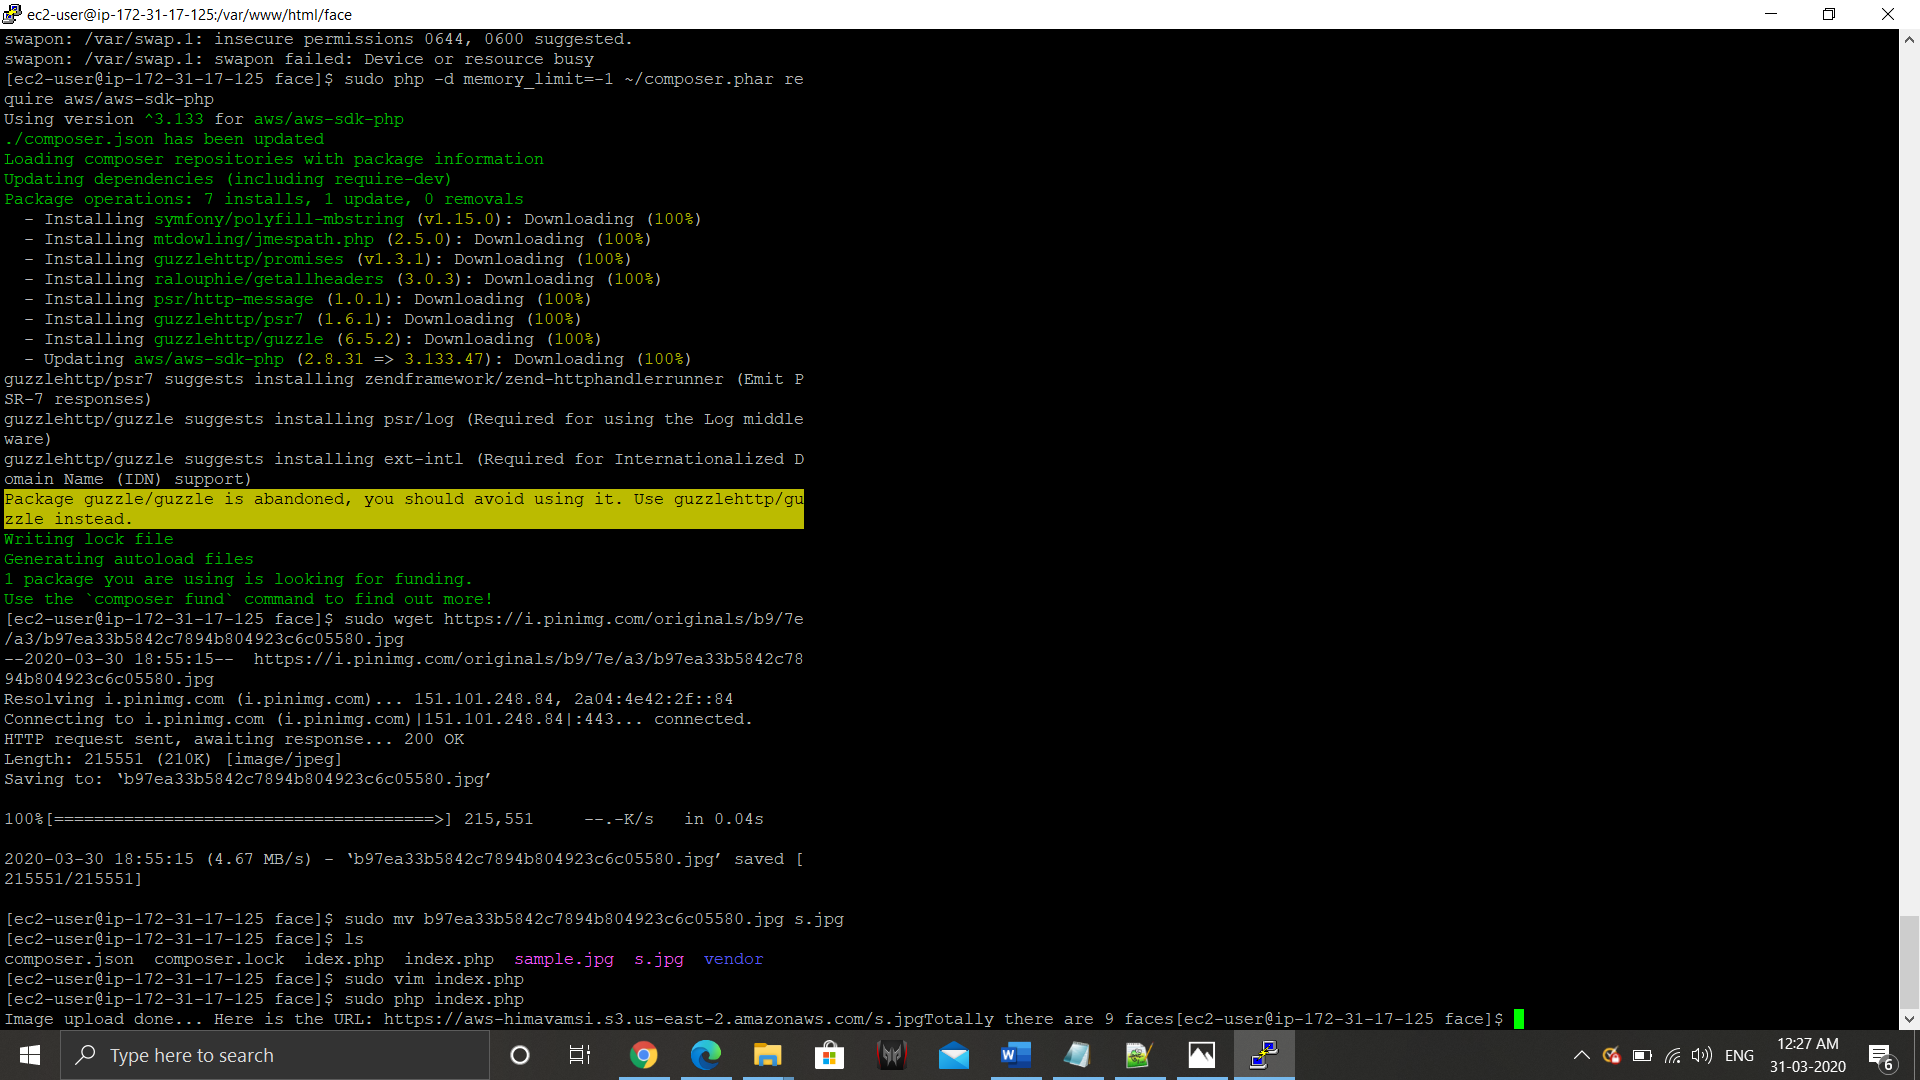 ec2-user@ip-172-31-17-125:/var/www/html/face
swapon: /var/swap.1: insecure permissions 0644, 0600 suggested.
swapon: /var/swap.1: swapon failed: Device or resource busy
[ec2-user@ip-172-31-17-125 face]$ sudo php -d memory_limit=-1 ~/composer.phar re
quire aws/aws-sdk-php
Using version ^3.133 for aws/aws-sdk-php
./composer.json has been updated
Loading composer repositories with package information
Updating dependencies (including require-dev)
Package operations: 7 installs, 1 update, 0 removals
  - Installing symfony/polyfill-mbstring (v1.15.0): Downloading (100%)
  - Installing mtdowling/jmespath.php (2.5.0): Downloading (100%)
  - Installing guzzlehttp/promises (v1.3.1): Downloading (100%)
  - Installing ralouphie/getallheaders (3.0.3): Downloading (100%)
  - Installing psr/http-message (1.0.1): Downloading (100%)
  - Installing guzzlehttp/psr7 (1.6.1): Downloading (100%)
  - Installing guzzlehttp/guzzle (6.5.2): Downloading (100%)
  - Updating aws/aws-sdk-php (2.8.31 => 3.133.47): Downloading (100%)
guzzlehttp/psr7 suggests installing zendframework/zend-httphandlerrunner (Emit P
SR-7 responses)
guzzlehttp/guzzle suggests installing psr/log (Required for using the Log middle
ware)
guzzlehttp/guzzle suggests installing ext-intl (Required for Internationalized D
omain Name (IDN) support)
Package guzzle/guzzle is abandoned, you should avoid using it. Use guzzlehttp/gu
zzle instead.
Writing lock file
Generating autoload files
1 package you are using is looking for funding.
Use the `composer fund` command to find out more!
[ec2-user@ip-172-31-17-125 face]$ sudo wget https://i.pinimg.com/originals/b9/7e
/a3/b97ea33b5842c7894b804923c6c05580.jpg
--2020-03-30 18:55:15--  https://i.pinimg.com/originals/b9/7e/a3/b97ea33b5842c78
94b804923c6c05580.jpg
Resolving i.pinimg.com (i.pinimg.com)... 151.101.248.84, 2a04:4e42:2f::84
Connecting to i.pinimg.com (i.pinimg.com)|151.101.248.84|:443... connected.
HTTP request sent, awaiting response... 200 OK
Length: 215551 (210K) [image/jpeg]
Saving to: ‘b97ea33b5842c7894b804923c6c05580.jpg’
100%[======================================>] 215,551     --.-K/s   in 0.04s
2020-03-30 18:55:15 (4.67 MB/s) - ‘b97ea33b5842c7894b804923c6c05580.jpg’ saved [
215551/215551]
[ec2-user@ip-172-31-17-125 face]$ sudo mv b97ea33b5842c7894b804923c6c05580.jpg s.jpg
[ec2-user@ip-172-31-17-125 face]$ ls
composer.json  composer.lock  idex.php  index.php  sample.jpg  s.jpg  vendor
[ec2-user@ip-172-31-17-125 face]$ sudo vim index.php
[ec2-user@ip-172-31-17-125 face]$ sudo php index.php
Image upload done... Here is the URL: https://aws-himavamsi.s3.us-east-2.amazonaws.com/s.jpgTotally there are 9 faces[ec2-user@ip-172-31-17-125 face]$
Type here to search
ENG
12:27 AM
31-03-2020
6